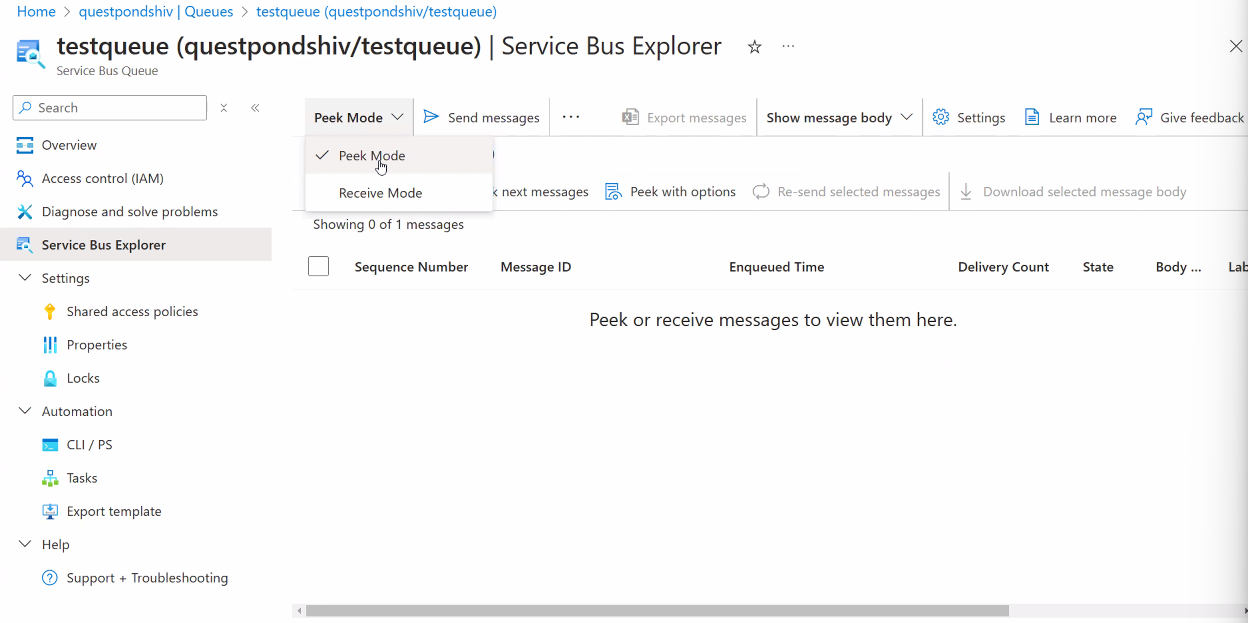 Home > questpondshiv | Queues > testqueue (questpondshiv/testqueue)
testqueue (questpondshiv/testqueue) | Service Bus Explorer
Service Bus Queue
Search
Overview
Access control (IAM)
Diagnose and solve problems
Service Bus Explorer
Settings
Shared access policies
Properties
Locks
Automation
CLI / PS
Tasks
Export template
Help
Support + Troubleshooting
Peek Mode Send messages ... Export messages Show message body Settings Learn more Give feedback
Peek Mode
Receive Mode
next messages Peek with options Re-send selected messages Download selected message body
Showing 0 of 1 messages
Sequence Number Message ID Enqueued Time Delivery Count State Body ... Lab
Peek or receive messages to view them here.